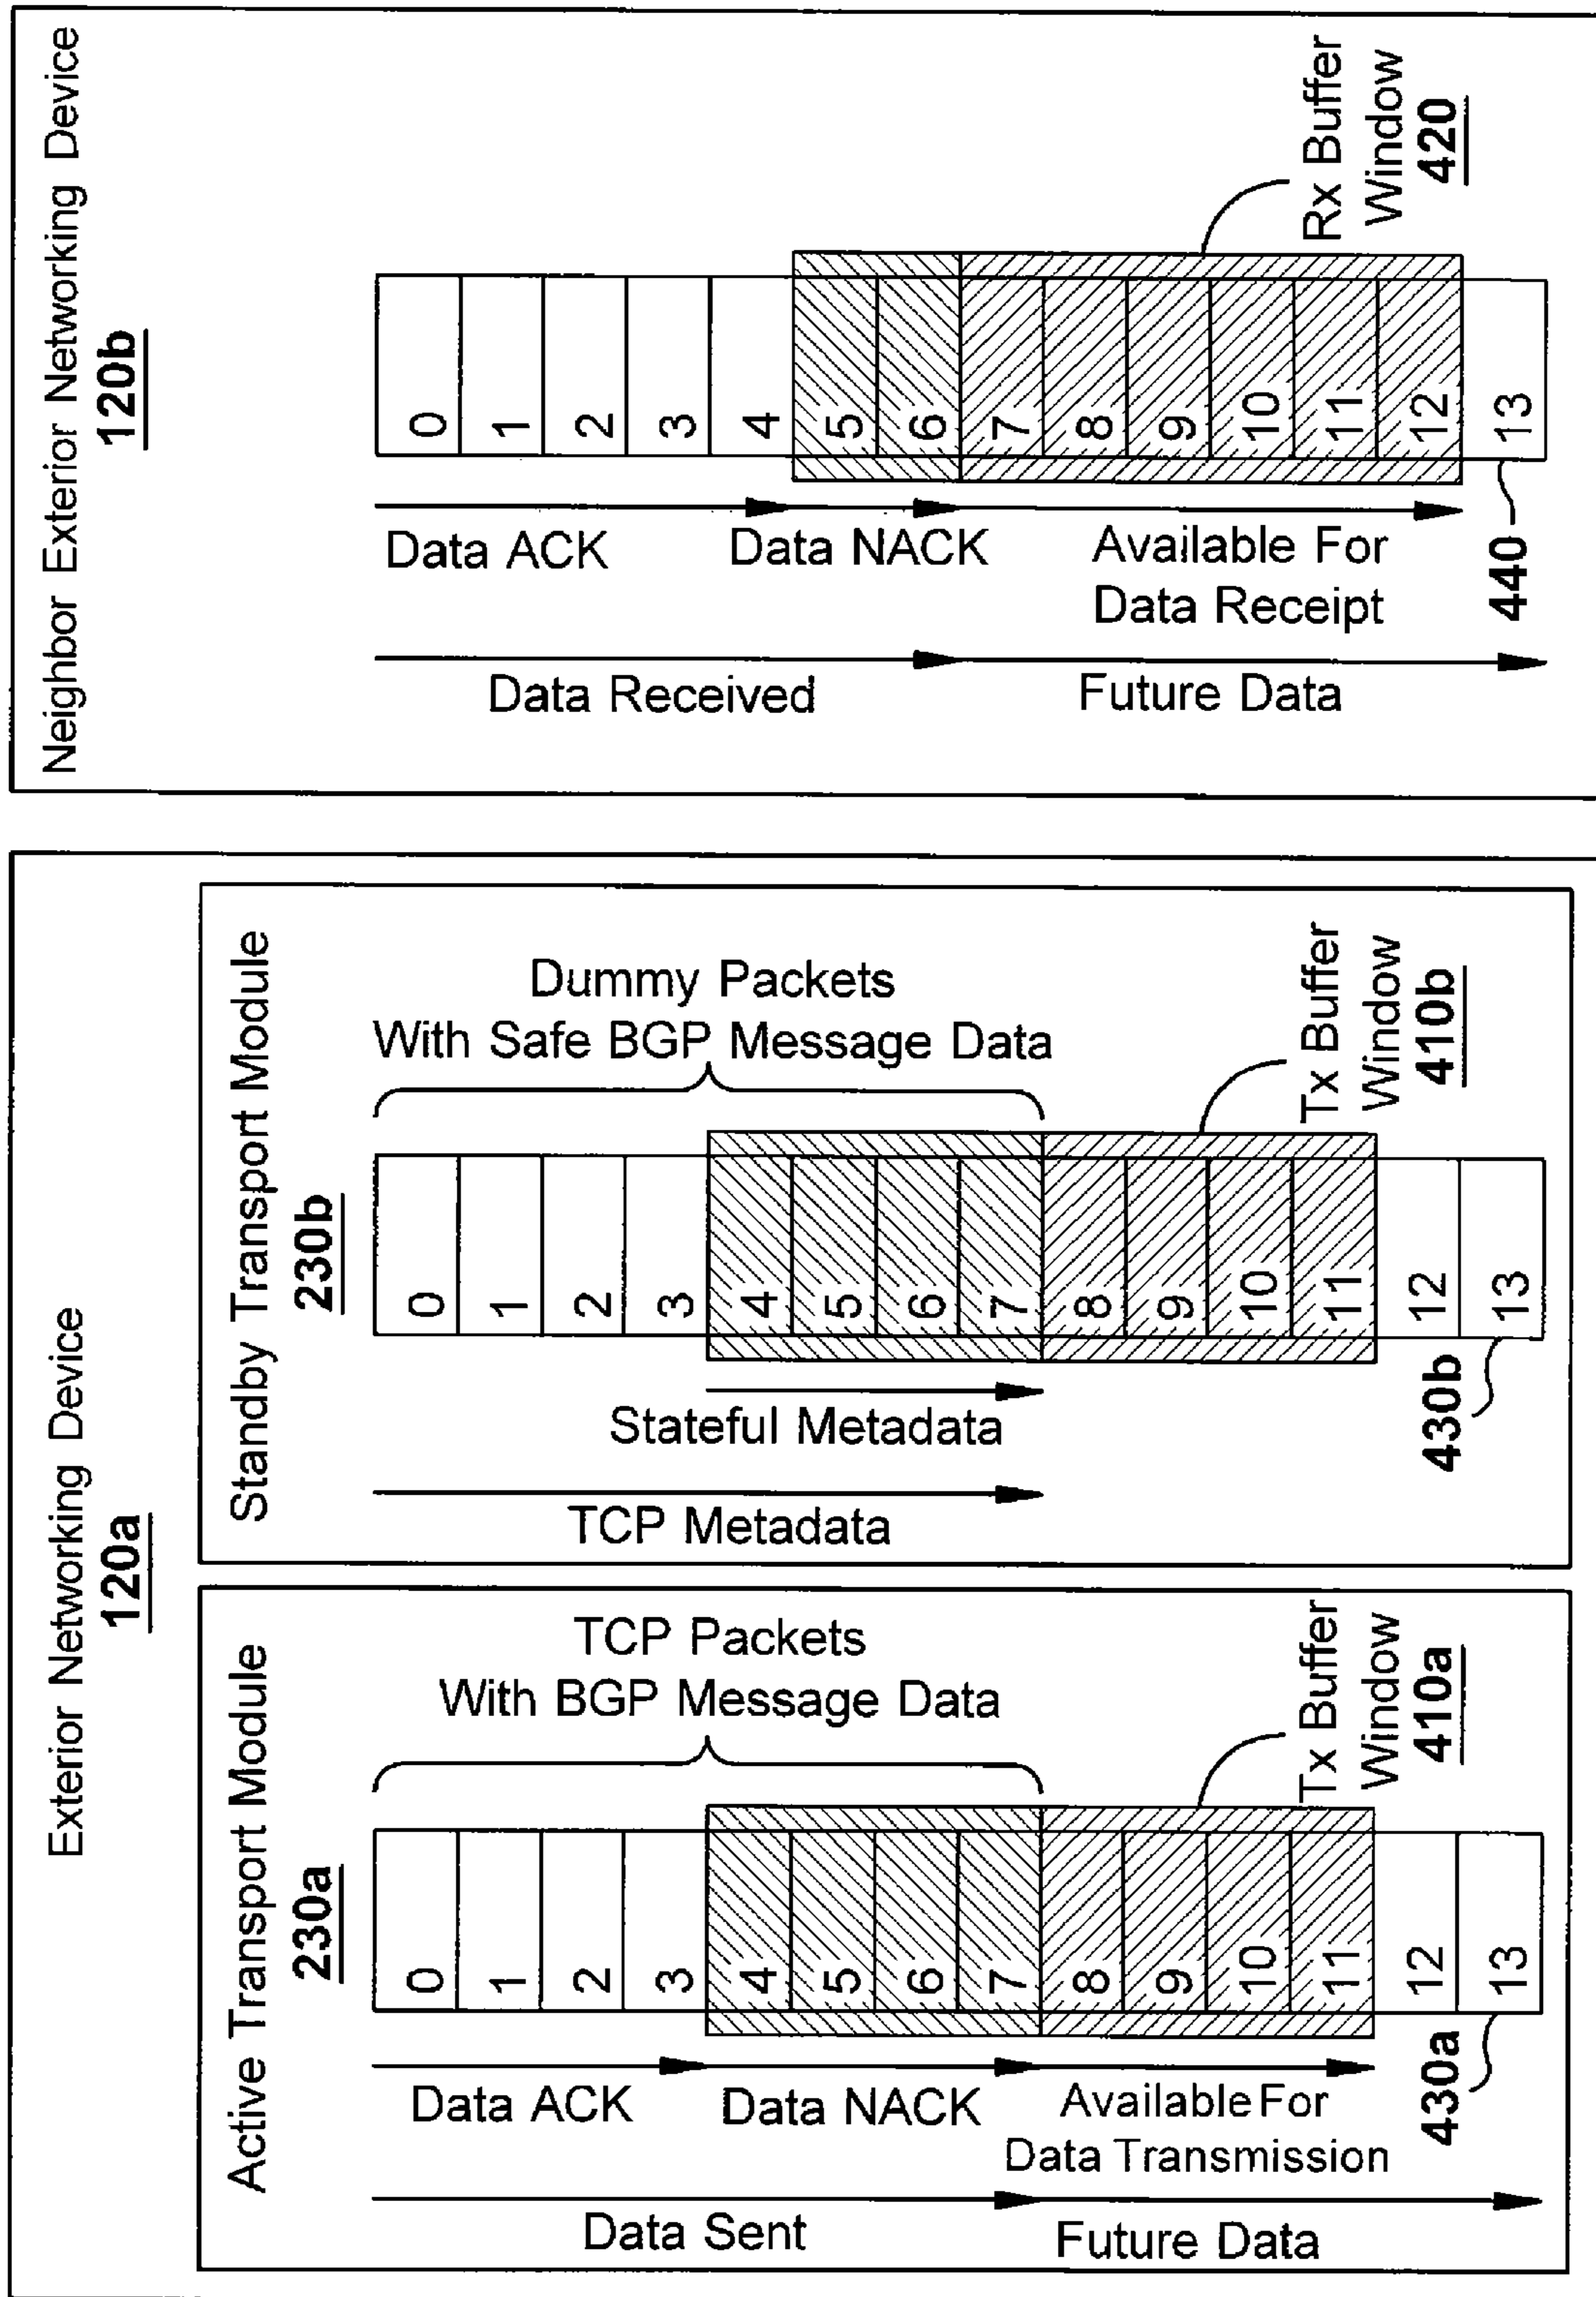 Exterior Networking Device
120a
Active Transport Module
230a
TCP Packets
With BGP Message Data
0
1
2
3
4
5
6
7
8
9
10
11
12
13
Data ACK
Data NACK
Available For
Data Transmission
Data Sent
Future Data
430a
Tx Buffer
Window
410a
Standby Transport Module
230b
Dummy Packets
With Safe BGP Message Data
0
1
2
3
4
5
6
7
8
9
10
11
12
13
Stateful Metadata
TCP Metadata
430b
Tx Buffer
Window
410b
Neighbor Exterior Networking Device
120b
0
1
2
3
4
5
6
7
8
9
10
11
12
13
Data ACK
Data NACK
Available For
Data Receipt
Data Received
Future Data
440
Rx Buffer
Window
420